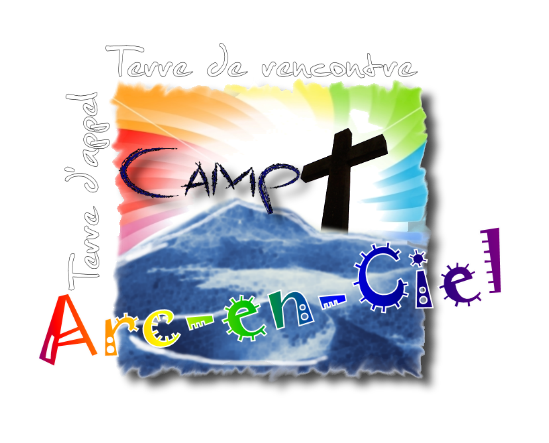 Terre de rencontre
Terre d'appel
Camp
Arc-en-Ciel